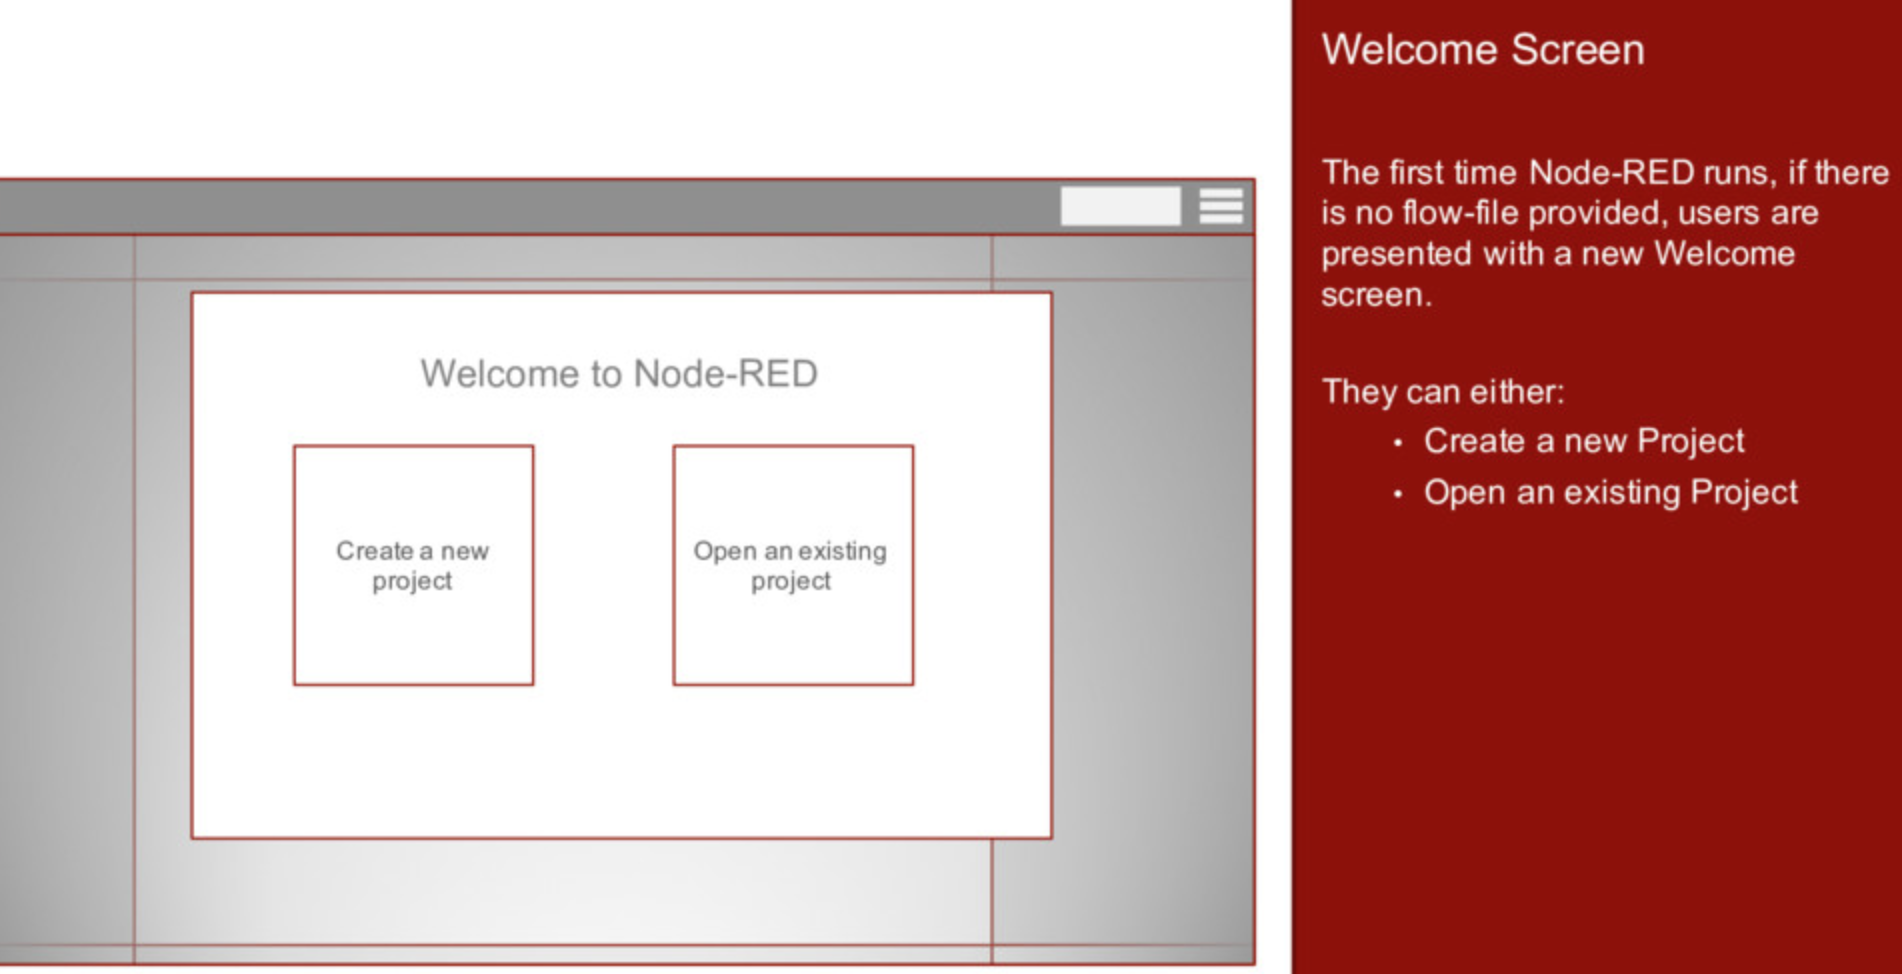 Welcome Screen
The first time Node-RED runs, if there
is no flow-file provided, users are
presented with a new Welcome
screen.
They can either:
• Create a new Project
• Open an existing Project
Welcome to Node-RED
Create a new
project
Open an existing
project